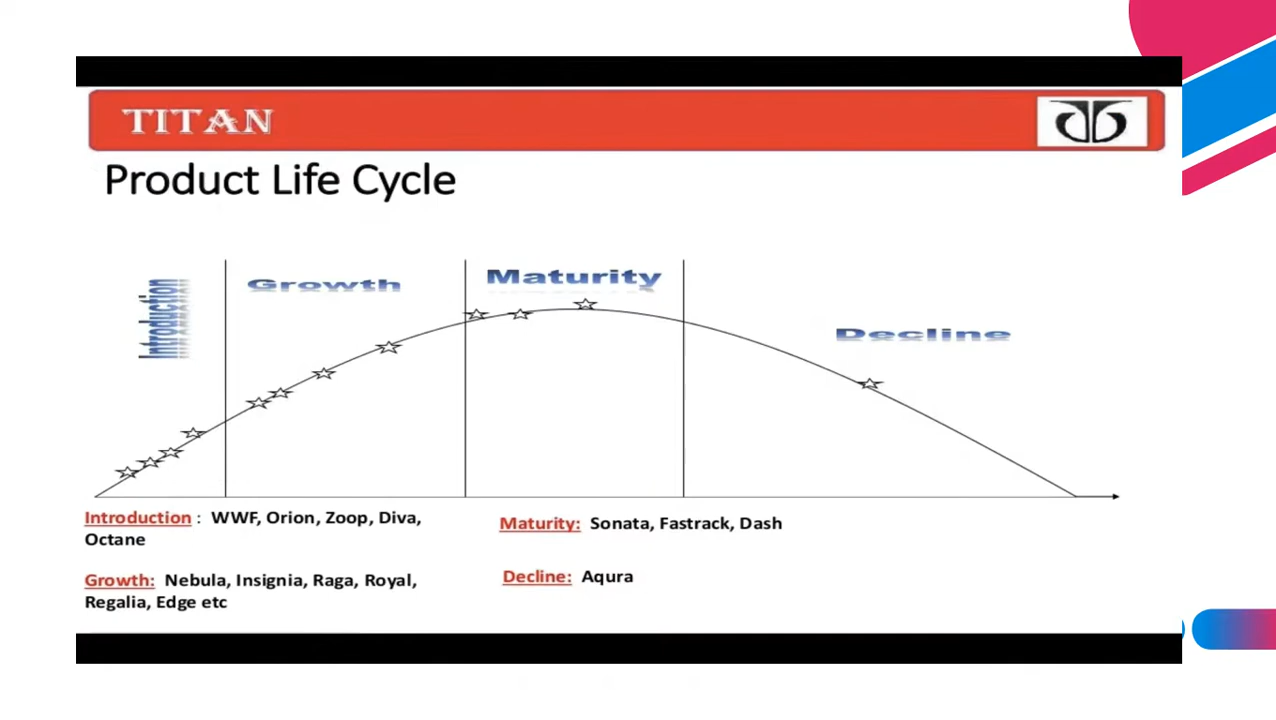 TITAN
Product Life Cycle
Introduction
Growth
Maturity
Decline
Introduction : WWF, Orion, Zoop, Diva,
Octane
Growth: Nebula, Insignia, Raga, Royal,
Regalia, Edge etc
Maturity: Sonata, Fastrack, Dash
Decline: Aqura